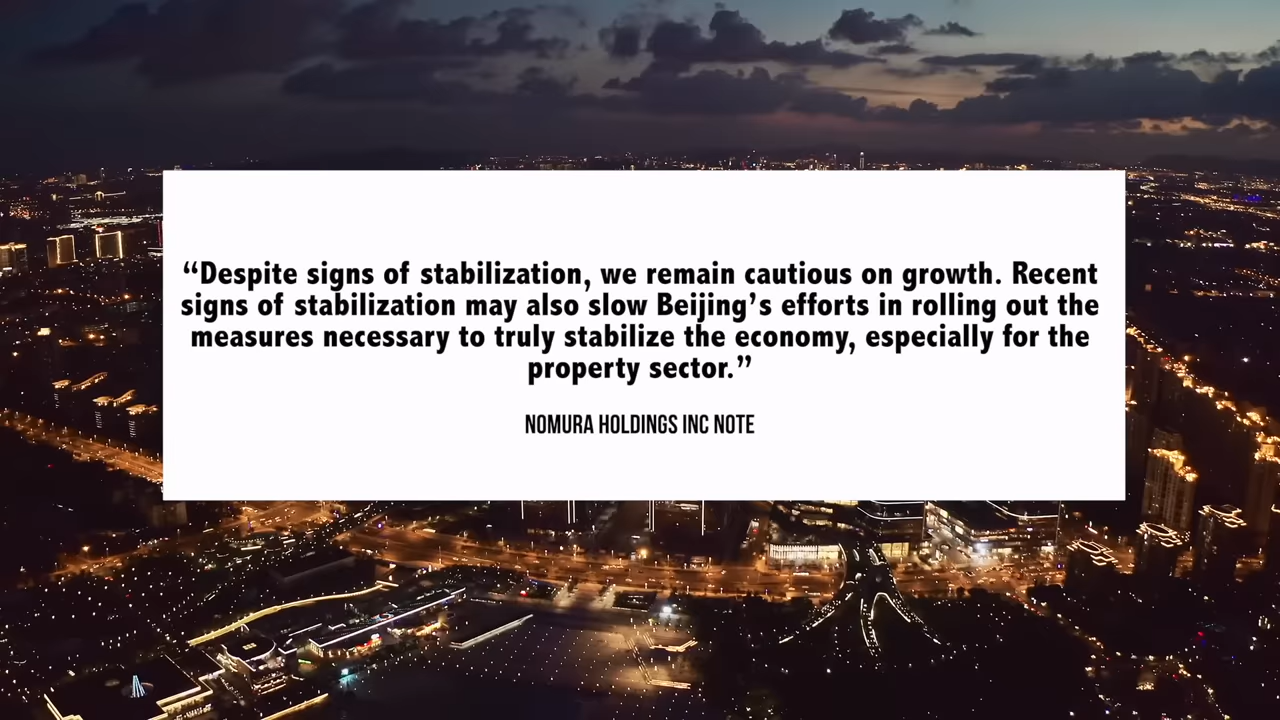 “Despite signs of stabilization, we remain cautious on growth. Recent
signs of stabilization may also slow Beijing’s efforts in rolling out the
measures necessary to truly stabilize the economy, especially for the
property sector.”
NOMURA HOLDINGS INC NOTE